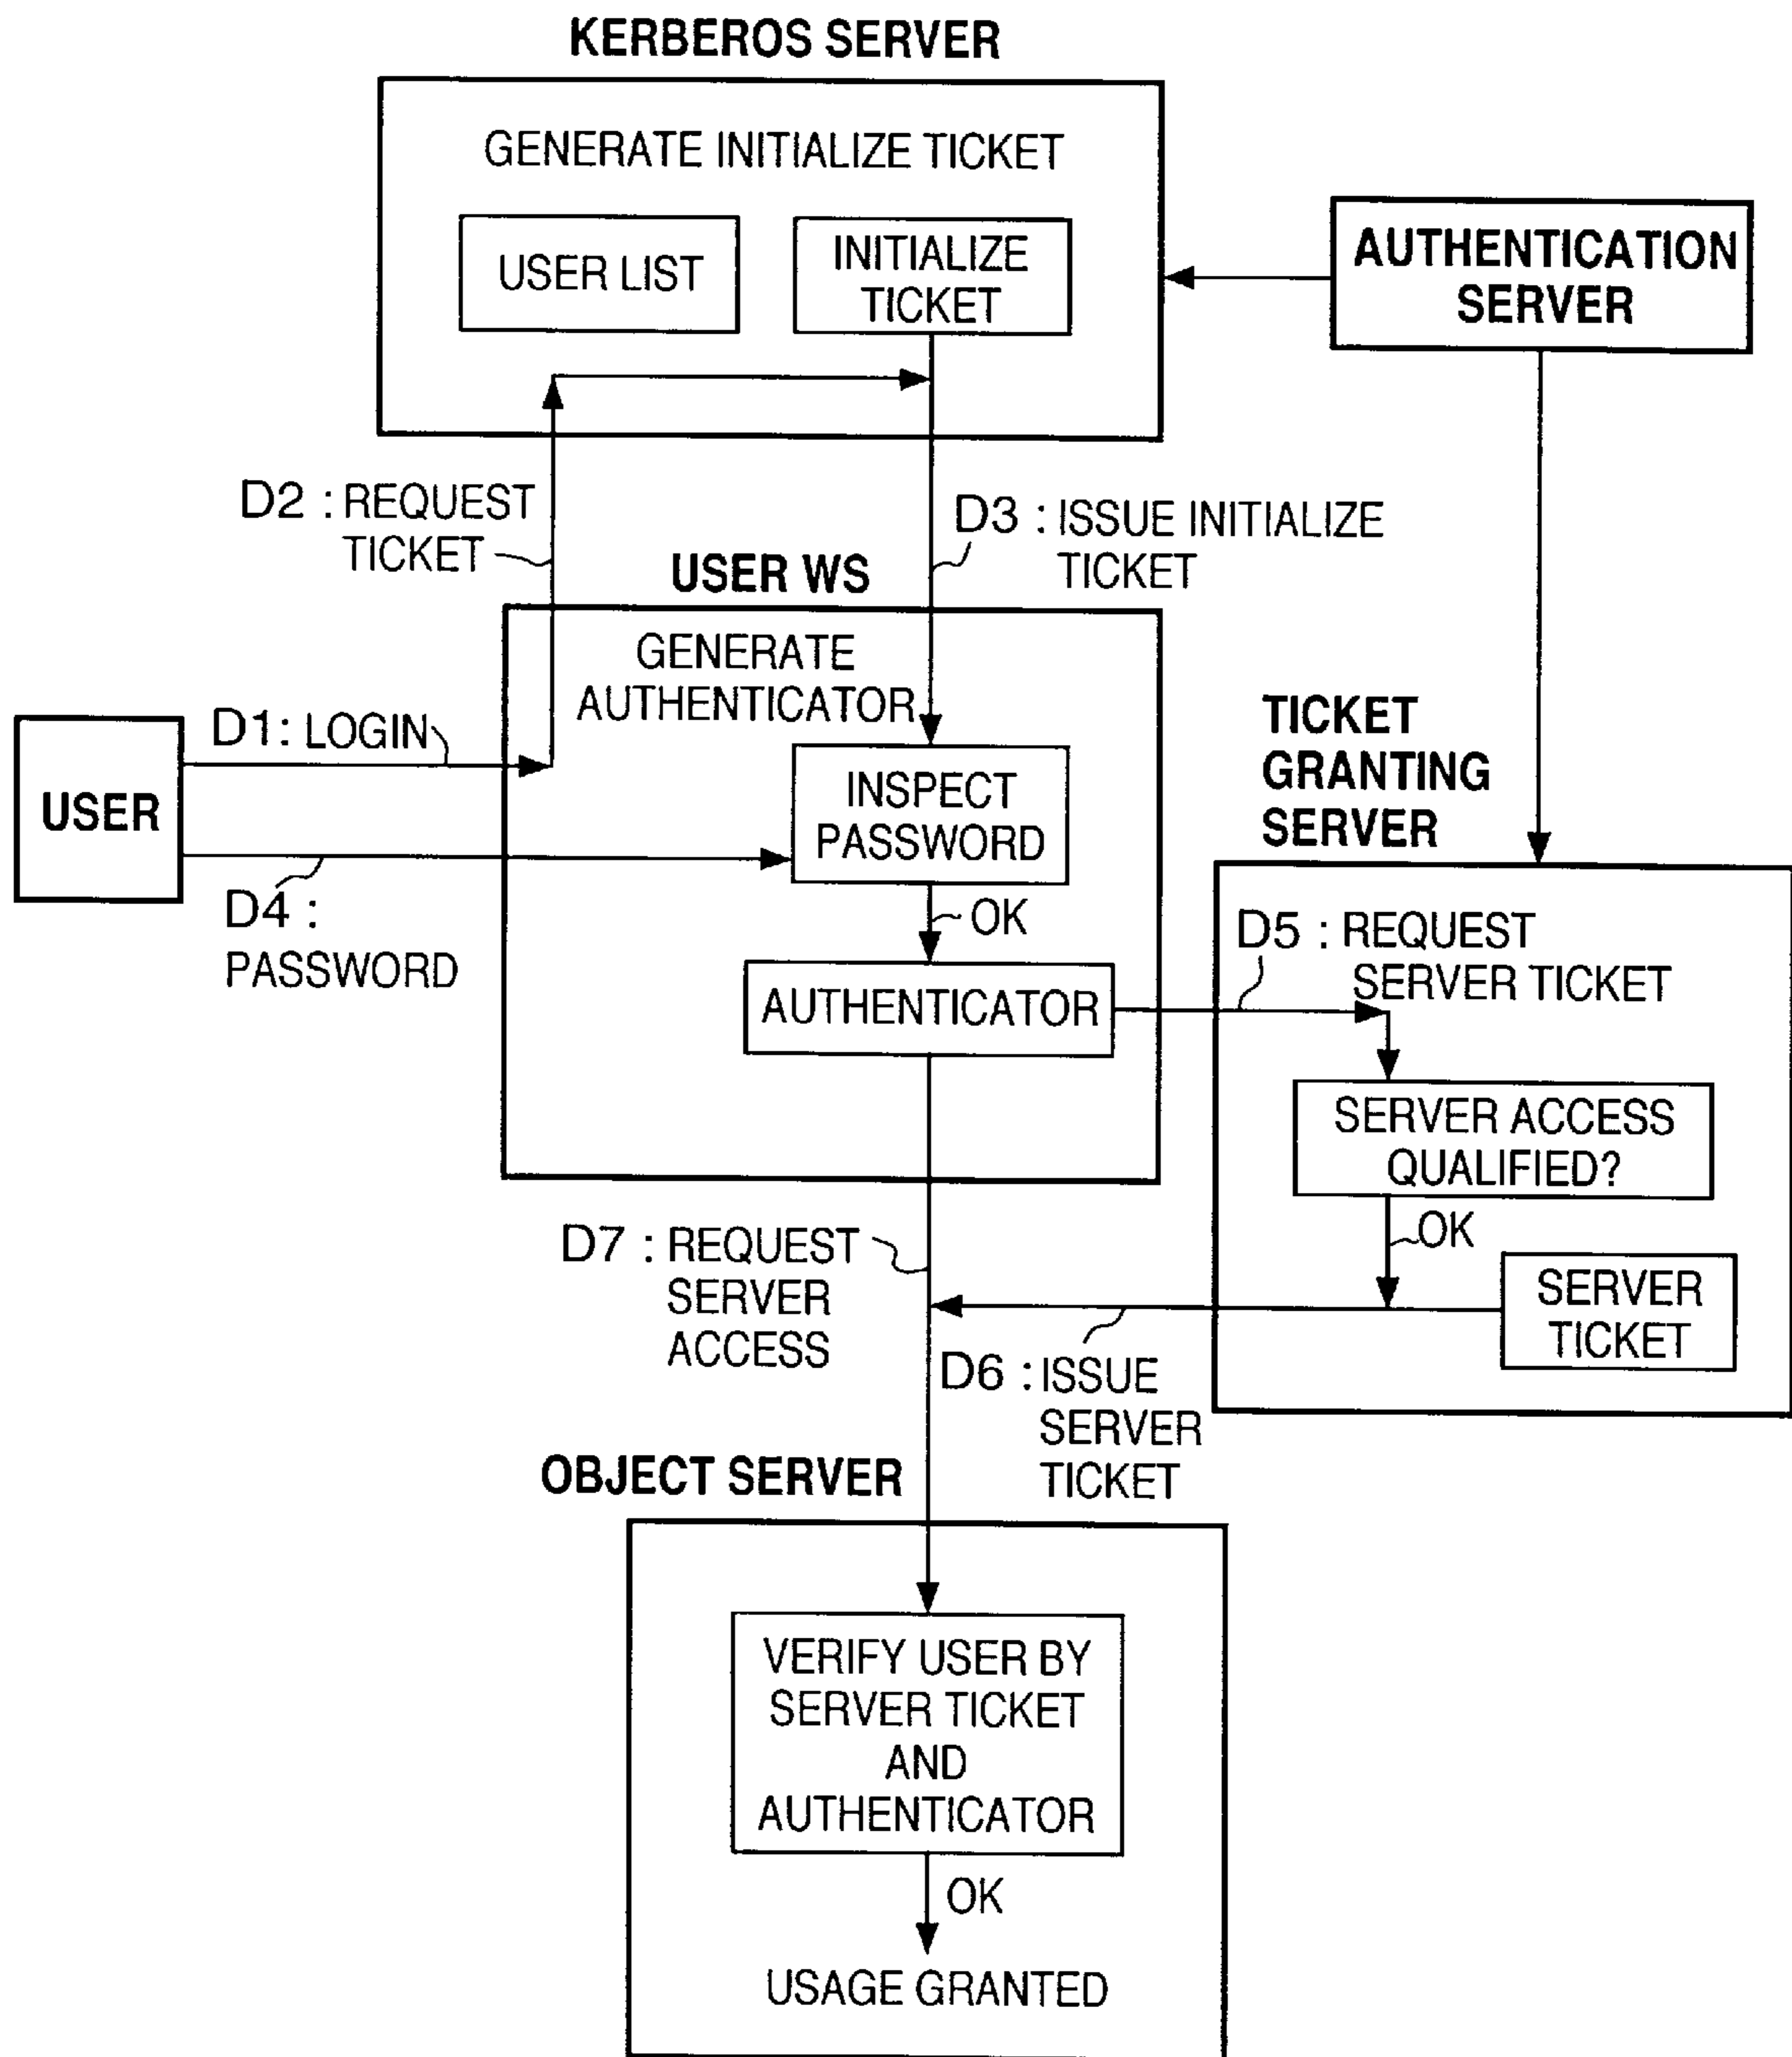 KERBEROS SERVER
GENERATE INITIALIZE TICKET
USER LIST
INITIALIZE
TICKET
AUTHENTICATION
SERVER
D2 : REQUEST
TICKET
D3 : ISSUE INITIALIZE
TICKET
USER WS
GENERATE
AUTHENTICATOR
D1: LOGIN
USER
INSPECT
PASSWORD
D4 :
PASSWORD
OK
AUTHENTICATOR
TICKET
GRANTING
SERVER
D5 : REQUEST
SERVER TICKET
SERVER ACCESS
QUALIFIED?
OK
SERVER
TICKET
D7 : REQUEST
SERVER
ACCESS
D6 : ISSUE
SERVER
TICKET
OBJECT SERVER
VERIFY USER BY
SERVER TICKET
AND
AUTHENTICATOR
OK
USAGE GRANTED